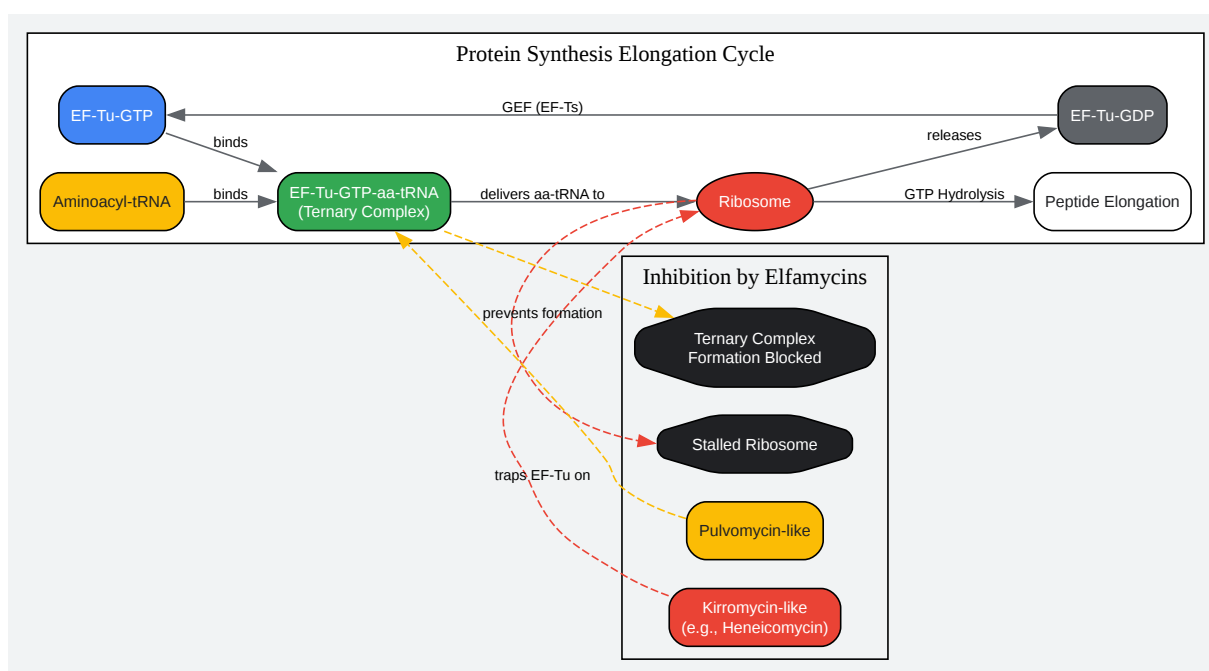 Protein Synthesis Elongation Cycle
EF-Tu-GTP
GEF (EF-Ts)
EF-Tu-GDP
binds
releases
Aminoacyl-tRNA
binds
EF-Tu-GTP-aa-tRNA
(Ternary Complex)
delivers aa-tRNA to
Ribosome
GTP Hydrolysis
Peptide Elongation
Inhibition by Elfamycins
prevents formation
Ternary Complex
Formation Blocked
Stalled Ribosome
traps EF-Tu on
Pulvomycin-like
Kirromycin-like
(e.g., Heneicomycin)